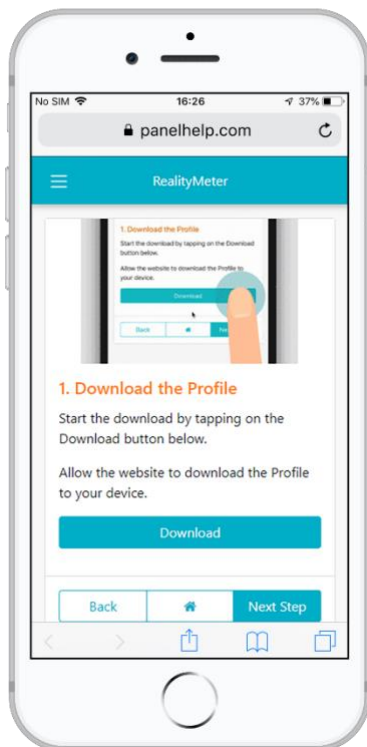 No SIM 16:26 37%
panelhelp.com
RealityMeter
1. Download the Profile
Start the download by tapping on the Download
button below.
Allow the website to download the Profile to
your device.
Download
Back
1. Download the Profile
Start the download by tapping on the
Download button below.
Allow the website to download the Profile
to your device.
Download
Back Next Step